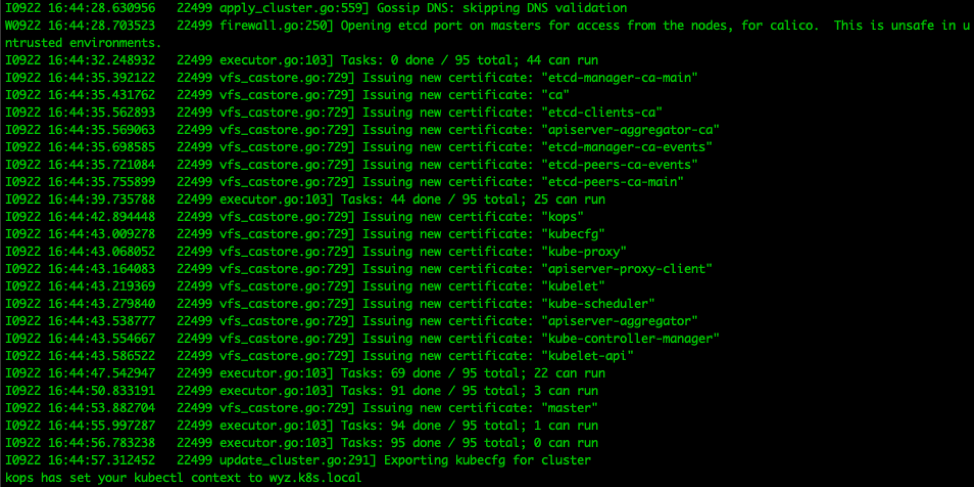 I0922 16:44:28.630956   22499 apply_cluster.go:559] Gossip DNS: skipping DNS validation
W0922 16:44:28.703523   22499 firewall.go:250] Opening etcd port on masters for access from the nodes, for calico.  This is unsafe in u
ntrusted environments.
I0922 16:44:32.248932   22499 executor.go:103] Tasks: 0 done / 95 total; 44 can run
I0922 16:44:35.392122   22499 vfs_castore.go:729] Issuing new certificate: "etcd-manager-ca-main"
I0922 16:44:35.431762   22499 vfs_castore.go:729] Issuing new certificate: "ca"
I0922 16:44:35.562893   22499 vfs_castore.go:729] Issuing new certificate: "etcd-clients-ca"
I0922 16:44:35.569063   22499 vfs_castore.go:729] Issuing new certificate: "apiserver-aggregator-ca"
I0922 16:44:35.698585   22499 vfs_castore.go:729] Issuing new certificate: "etcd-manager-ca-events"
I0922 16:44:35.721084   22499 vfs_castore.go:729] Issuing new certificate: "etcd-peers-ca-events"
I0922 16:44:35.755899   22499 vfs_castore.go:729] Issuing new certificate: "etcd-peers-ca-main"
I0922 16:44:39.735788   22499 executor.go:103] Tasks: 44 done / 95 total; 25 can run
I0922 16:44:42.894448   22499 vfs_castore.go:729] Issuing new certificate: "kops"
I0922 16:44:43.009278   22499 vfs_castore.go:729] Issuing new certificate: "kubecfg"
I0922 16:44:43.068052   22499 vfs_castore.go:729] Issuing new certificate: "kube-proxy"
I0922 16:44:43.164083   22499 vfs_castore.go:729] Issuing new certificate: "apiserver-proxy-client"
I0922 16:44:43.219369   22499 vfs_castore.go:729] Issuing new certificate: "kubelet"
I0922 16:44:43.279840   22499 vfs_castore.go:729] Issuing new certificate: "kube-scheduler"
I0922 16:44:43.538777   22499 vfs_castore.go:729] Issuing new certificate: "apiserver-aggregator"
I0922 16:44:43.554667   22499 vfs_castore.go:729] Issuing new certificate: "kube-controller-manager"
I0922 16:44:43.586522   22499 vfs_castore.go:729] Issuing new certificate: "kubelet-api"
I0922 16:44:47.542947   22499 executor.go:103] Tasks: 69 done / 95 total; 22 can run
I0922 16:44:50.833191   22499 executor.go:103] Tasks: 91 done / 95 total; 3 can run
I0922 16:44:53.882704   22499 vfs_castore.go:729] Issuing new certificate: "master"
I0922 16:44:55.997287   22499 executor.go:103] Tasks: 94 done / 95 total; 1 can run
I0922 16:44:56.783238   22499 executor.go:103] Tasks: 95 done / 95 total; 0 can run
I0922 16:44:57.312452   22499 update_cluster.go:291] Exporting kubecfg for cluster
kops has set your kubectl context to wyz.k8s.local